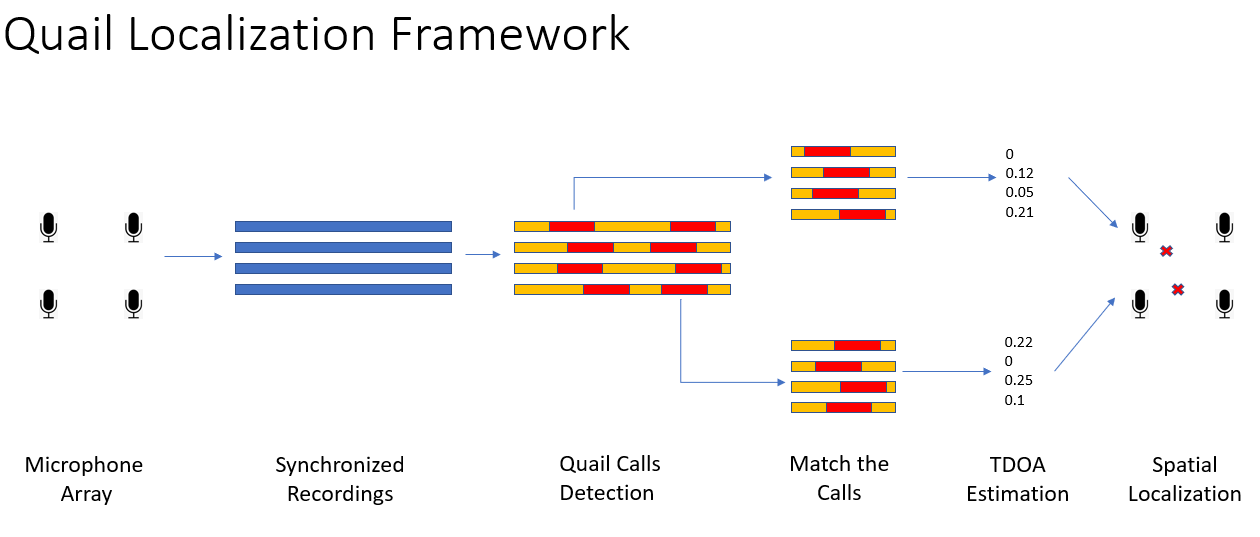 Quail Localization Framework
0
0.12
0.05
0.21
0.22
0
0.25
0.1
Microphone
Array
Synchronized
Recordings
Quail Calls
Detection
Match the
Calls
TDOA
Estimation
Spatial
Localization